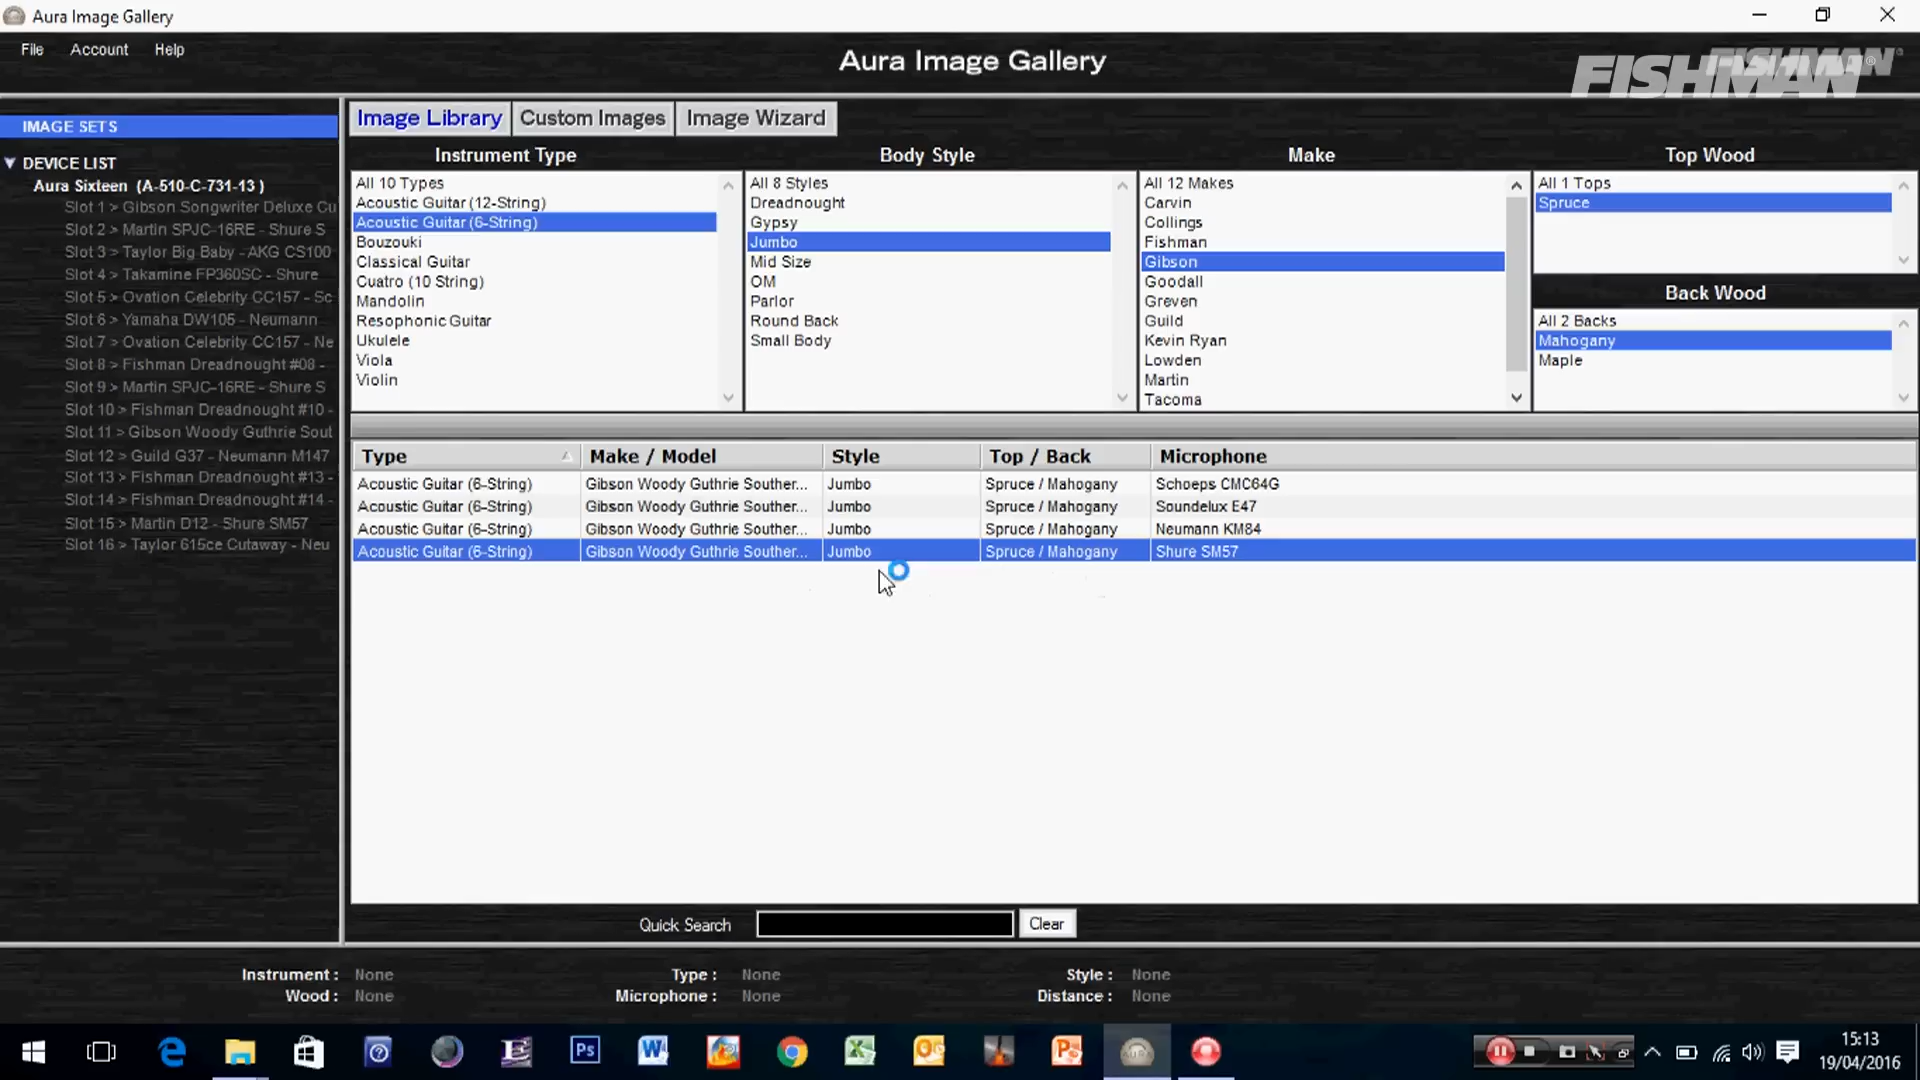 Aura Image Gallery
File Account Help
Aura Image Gallery
FISHMAN
FISHMAN®
IMAGE SETS
DEVICE LIST
Aura Sixteen (A-510-C-731-13 )
Slot 1 > Gibson Songwriter Deluxe Cu
Slot 2 > Martin SPJC-16RE - Shure S
Slot 3 > Taylor Big Baby - AKG CS100
Slot 4 > Takamine FP360SC - Shure
Slot 5 > Ovation Celebrity CC157 - Sc
Slot 6 > Yamaha DW105 - Neumann
Slot 7 > Ovation Celebrity CC157 - Ne
Slot 8 > Fishman Dreadnought #08 -
Slot 9 > Martin SPJC-16RE - Shure S
Slot 10 > Fishman Dreadnought #10 -
Slot 11 > Gibson Woody Guthrie Sout
Slot 12 > Guild G37 - Neumann M147
Slot 13 > Fishman Dreadnought #13 -
Slot 14 > Fishman Dreadnought #14 -
Slot 15 > Martin D12 - Shure SM57
Slot 16 > Taylor 615ce Cutaway - Neu
Image Library Custom Images Image Wizard
Instrument Type
All 10 Types
Acoustic Guitar (12-String)
Acoustic Guitar (6-String)
Bouzouki
Classical Guitar
Cuatro (10 String)
Mandolin
Resophonic Guitar
Ukulele
Viola
Violin
Body Style
All 8 Styles
Dreadnought
Gypsy
Jumbo
Mid Size
OM
Parlor
Round Back
Small Body
Make
All 12 Makes
Carvin
Collings
Fishman
Gibson
Goodall
Greven
Guild
Kevin Ryan
Lowden
Martin
Tacoma
Top Wood
All 1 Tops
Spruce
Back Wood
All 2 Backs
Mahogany
Maple
Type Make / Model Style Top / Back Microphone
Acoustic Guitar (6-String) Gibson Woody Guthrie Souther... Jumbo Spruce / Mahogany Schoeps CMC64G
Acoustic Guitar (6-String) Gibson Woody Guthrie Souther... Jumbo Spruce / Mahogany Soundelux E47
Acoustic Guitar (6-String) Gibson Woody Guthrie Souther... Jumbo Spruce / Mahogany Neumann KM84
Acoustic Guitar (6-String) Gibson Woody Guthrie Souther... Jumbo Spruce / Mahogany Shure SM57
Quick Search Clear
Instrument : None Type : None Style : None
Wood : None Microphone : None Distance : None
15:13
19/04/2016